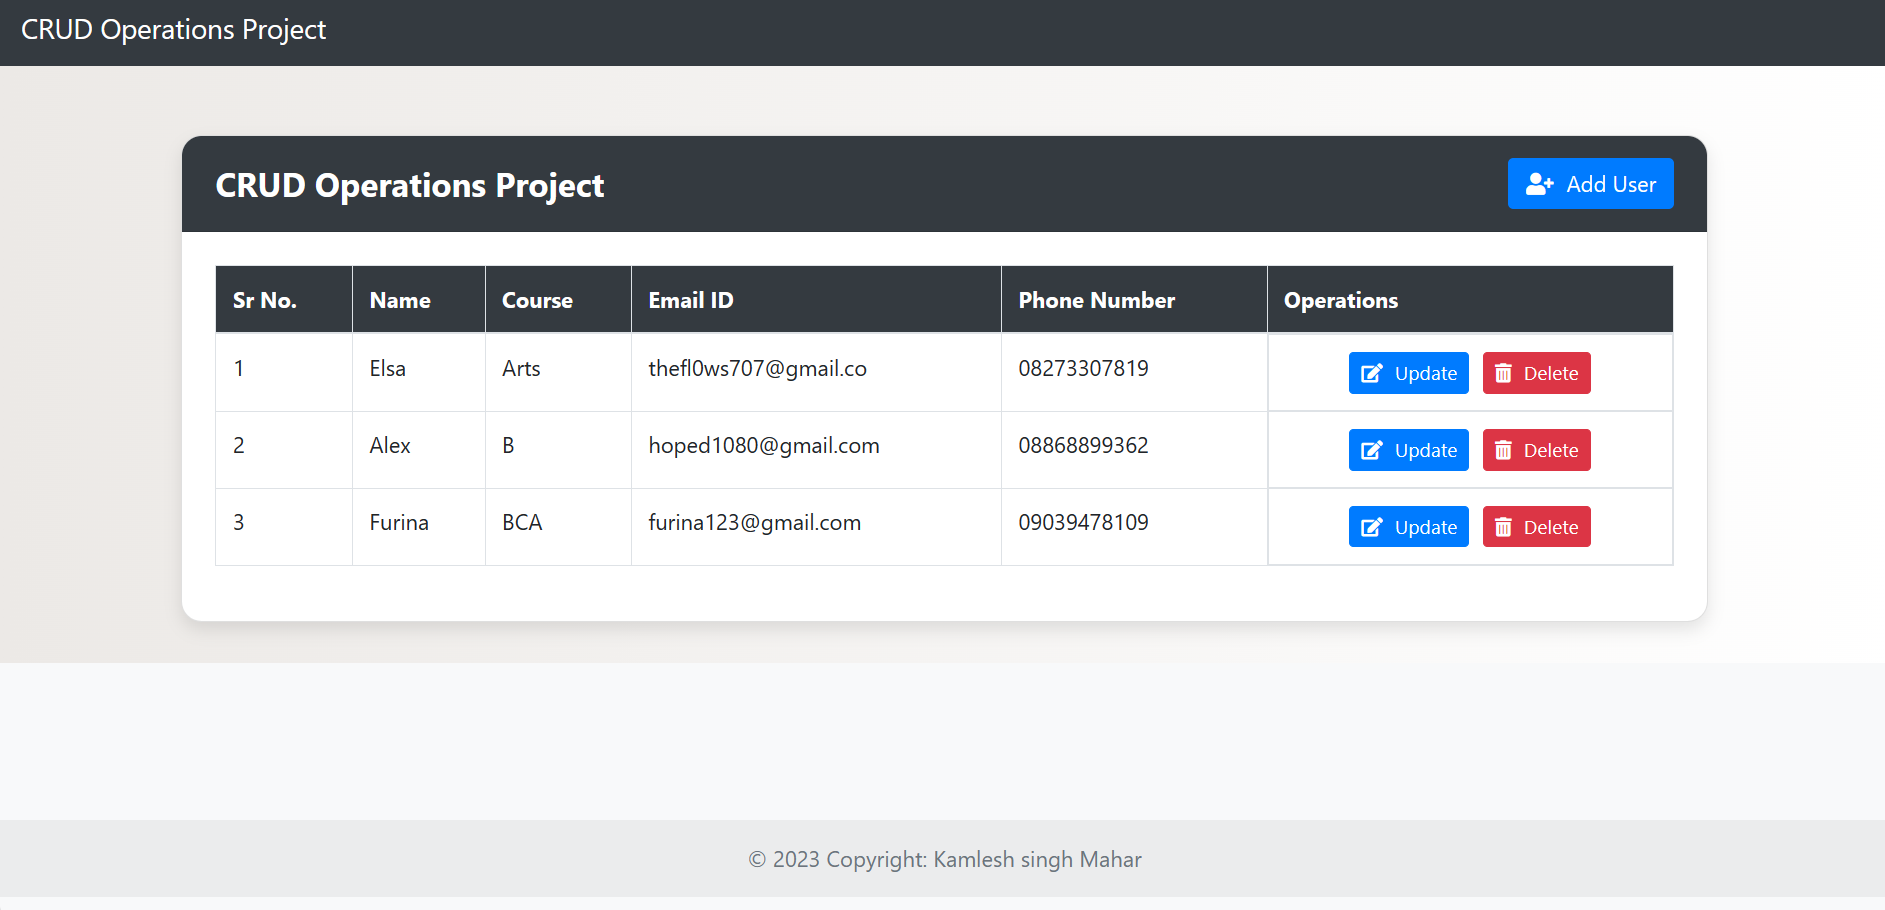 CRUD Operations Project
CRUD Operations Project Add User
Sr No. Name Course Email ID Phone Number Operations
1 Elsa Arts thefl0ws707@gmail.co 08273307819 Update Delete
2 Alex B hoped1080@gmail.com 08868899362 Update Delete
3 Furina BCA furina123@gmail.com 09039478109 Update Delete
© 2023 Copyright: Kamlesh singh Mahar